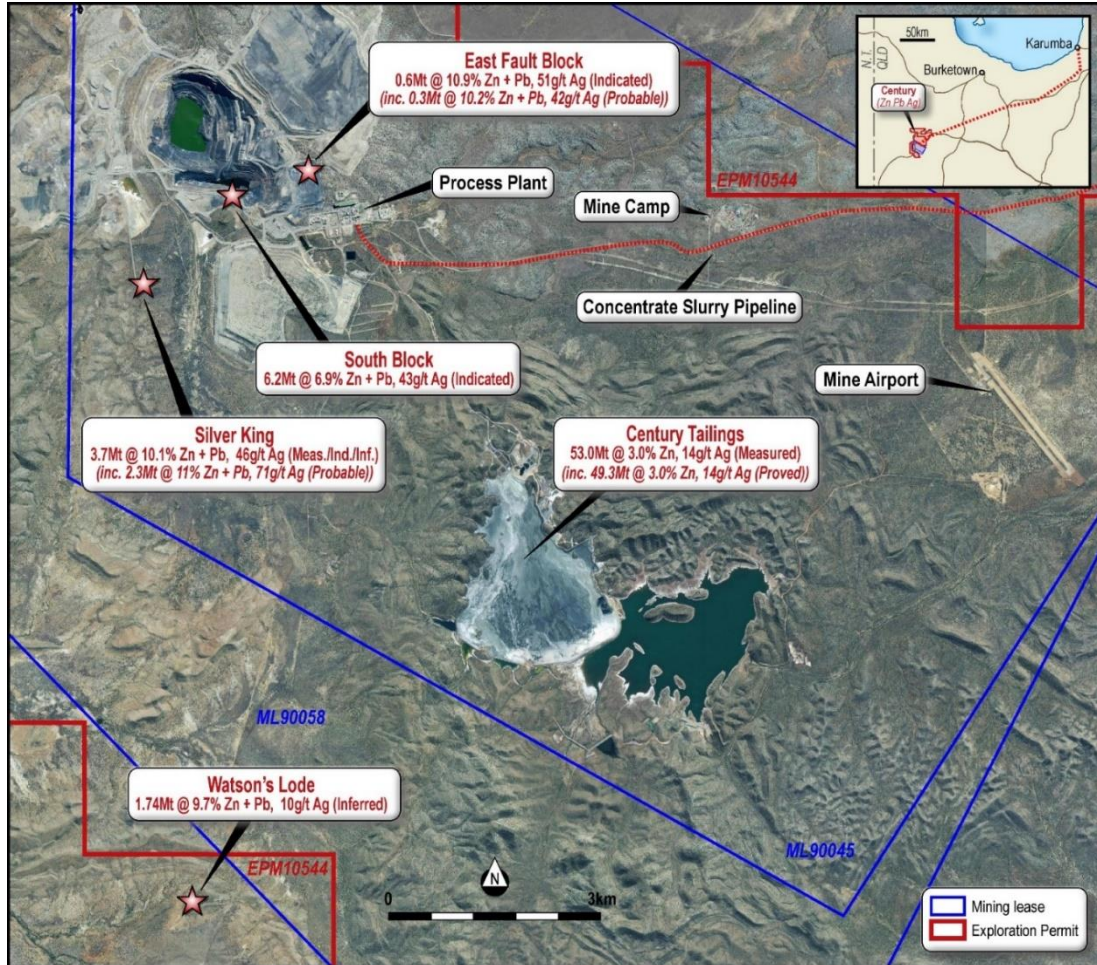 East Fault Block
0.6Mt @ 10.9% Zn + Pb, 51g/t Ag (Indicated)
(inc. 0.3Mt @ 10.2% Zn + Pb, 42g/t Ag (Probable))
50km
Karumba
N.T.
QLD
Burketown
Century
(Zn Pb Ag)
Process Plant
EPM10544
Mine Camp
Concentrate Slurry Pipeline
South Block
6.2Mt @ 6.9% Zn + Pb, 43g/t Ag (Indicated)
Mine Airport
Silver King
3.7Mt @ 10.1% Zn + Pb, 46g/t Ag (Meas./Ind./Inf.)
(inc. 2.3Mt @ 11% Zn + Pb, 71g/t Ag (Probable))
Century Tailings
53.0Mt @ 3.0% Zn, 14g/t Ag (Measured)
(inc. 49.3Mt @ 3.0% Zn, 14g/t Ag (Proved))
ML90058
Watson's Lode
1.74Mt @ 9.7% Zn + Pb, 10g/t Ag (Inferred)
ML90045
EPM10544
N
0
3km
Mining lease
Exploration Permit